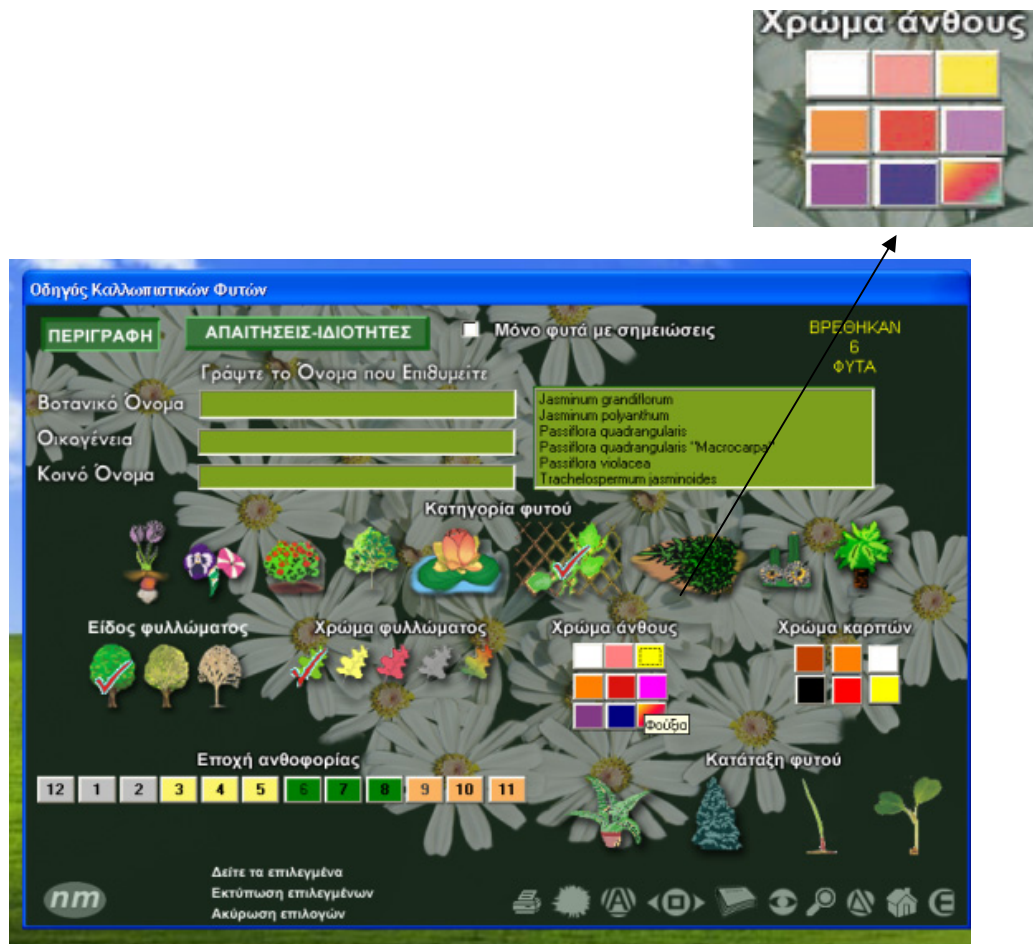 Χρώμα άνθους
Οδηγός Καλλωπιστικών Φυτών
ΠΕΡΙΓΡΑΦΗ
ΑΠΑΙΤΗΣΕΙΣ-ΙΔΙΟΤΗΤΕΣ
Μόνο φυτά με σημειώσεις
ΒΡΕΘΗΚΑΝ
6
ΦΥΤΑ
Γράψτε το Όνομα που Επιθυμείτε
Βοτανικό Όνομα
Οικογένεια
Κοινό Όνομα
Jasminum grandiflorum
Jasminum polyanthum
Passiflora quadrangularis
Passiflora quadrangularis "Macrocarpa"
Passiflora violacea
Trachelospermum jasminoides
Κατηγορία φυτού
Είδος φυλλώματος
Χρώμα φυλλώματος
Χρώμα άνθους
Χρώμα καρπών
Φούξια
Εποχή ανθοφορίας
12 1 2 3 4 5 6 7 8 9 10 11
Κατάταξη φυτού
Δείτε τα επιλεγμένα
Εκτύπωση επιλεγμένων
Ακύρωση επιλογών
nm